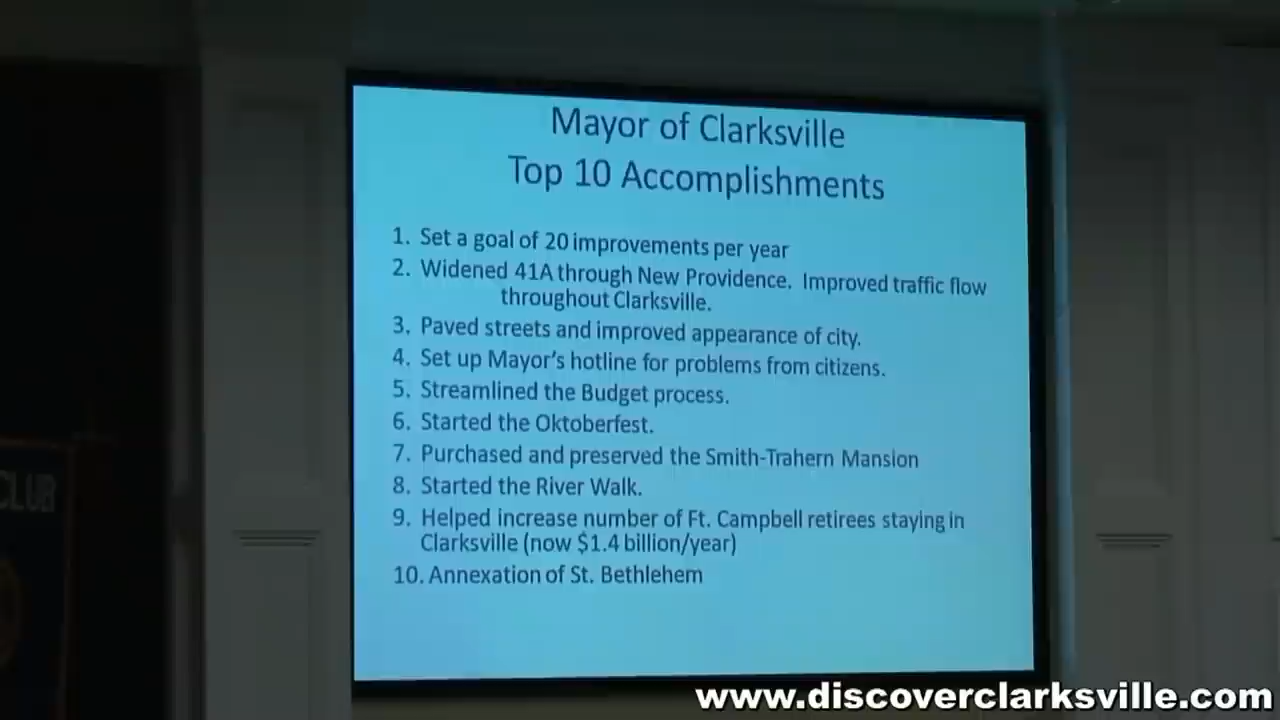 Mayor of Clarksville
Top 10 Accomplishments
1. Set a goal of 20 improvements per year
2. Widened 41A through New Providence. Improved traffic flow
throughout Clarksville.
3. Paved streets and improved appearance of city.
4. Set up Mayor's hotline for problems from citizens.
5. Streamlined the Budget process.
6. Started the Oktoberfest.
7. Purchased and preserved the Smith-Trahern Mansion
8. Started the River Walk.
9. Helped increase number of Ft. Campbell retirees staying in
Clarksville (now $1.4 billion/year)
10. Annexation of St. Bethlehem
CLUB
www.discoverclarksville.com